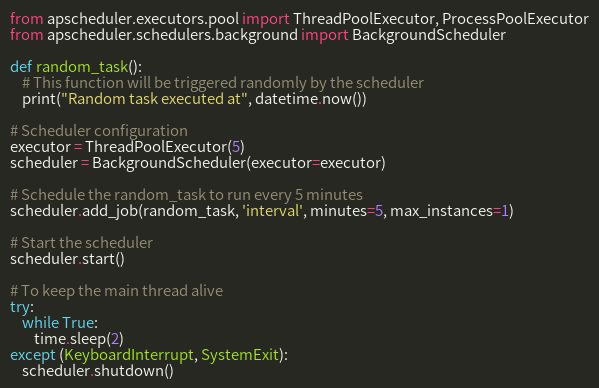 from apscheduler.executors.pool import ThreadPoolExecutor, ProcessPoolExecutor
from apscheduler.schedulers.background import BackgroundScheduler

def random_task():
    # This function will be triggered randomly by the scheduler
    print("Random task executed at", datetime.now())

# Scheduler configuration
executor = ThreadPoolExecutor(5)
scheduler = BackgroundScheduler(executor=executor)

# Schedule the random_task to run every 5 minutes
scheduler.add_job(random_task, 'interval', minutes=5, max_instances=1)

# Start the scheduler
scheduler.start()

# To keep the main thread alive
try:
    while True:
        time.sleep(2)
except (KeyboardInterrupt, SystemExit):
    scheduler.shutdown()